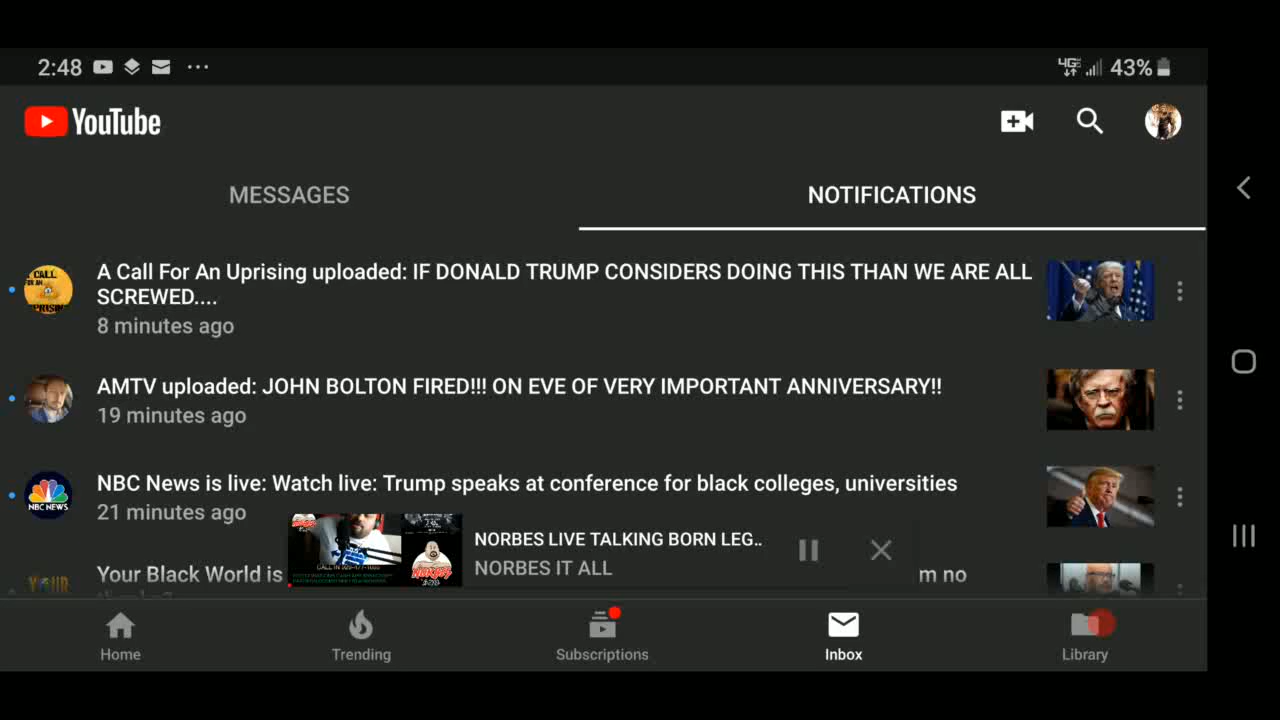 2:48
4G 43%
YouTube
MESSAGES
NOTIFICATIONS
A Call For An Uprising uploaded: IF DONALD TRUMP CONSIDERS DOING THIS THAN WE ARE ALL
SCREWED....
8 minutes ago
AMTV uploaded: JOHN BOLTON FIRED!!! ON EVE OF VERY IMPORTANT ANNIVERSARY!!
19 minutes ago
NBC NEWS
NBC News is live: Watch live: Trump speaks at conference for black colleges, universities
21 minutes ago
NORBES LIVE TALKING BORN LEG..
NORBES IT ALL
YOUR
Your Black World is
m no
Home
Trending
Subscriptions
Inbox
Library